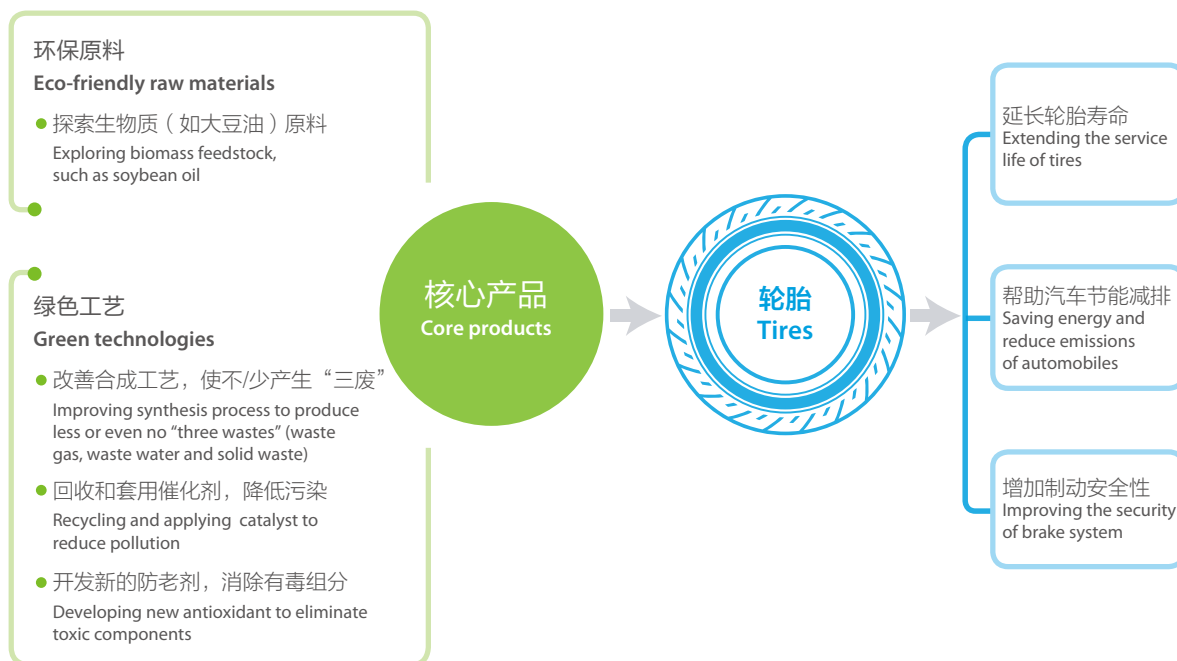 环保原料
Eco-friendly raw materials
探索生物质（如大豆油）原料
Exploring biomass feedstock,
such as soybean oil
绿色工艺
Green technologies
改善合成工艺，使不/少产生“三废”
Improving synthesis process to produce
less or even no “three wastes” (waste
gas, waste water and solid waste)
回收和套用催化剂，降低污染
Recycling and applying catalyst to
reduce pollution
开发新的防老剂，消除有毒组分
Developing new antioxidant to eliminate
toxic components
核心产品
Core products
轮胎
Tires
延长轮胎寿命
Extending the service
life of tires
帮助汽车节能减排
Saving energy and
reduce emissions
of automobiles
增加制动安全性
Improving the security
of brake system